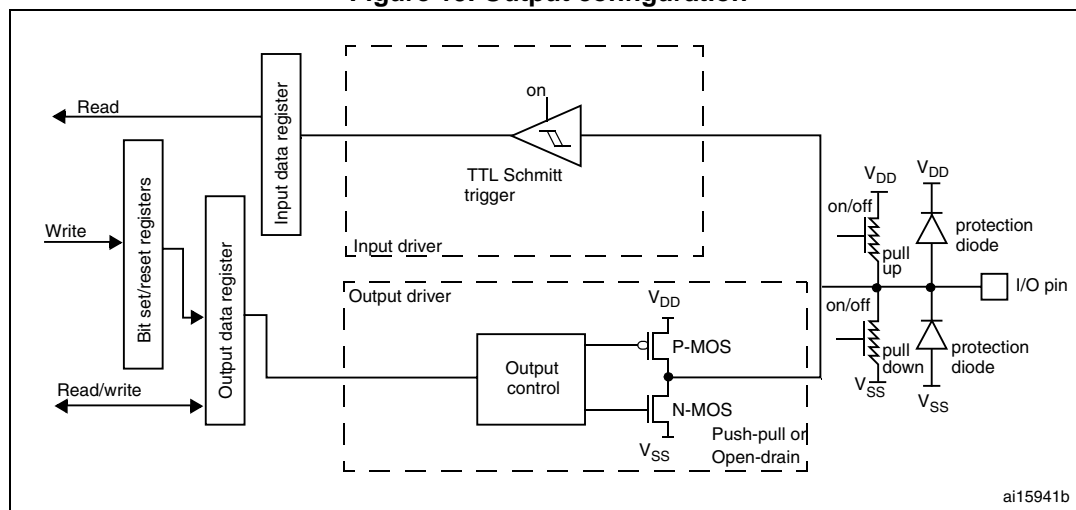 Figure Output configuration
Read
Input data register
on
TTL Schmitt
trigger
Input driver
Write
Bit set/reset registers
Output data register
Read/write
Output driver
Output
control
VDD
P-MOS
N-MOS
VSS
Push-pull or
Open-drain
VDD
on/off
pull
up
on/off
pull
down
VSS
VDD
protection
diode
I/O pin
protection
diode
VSS
ai15941b